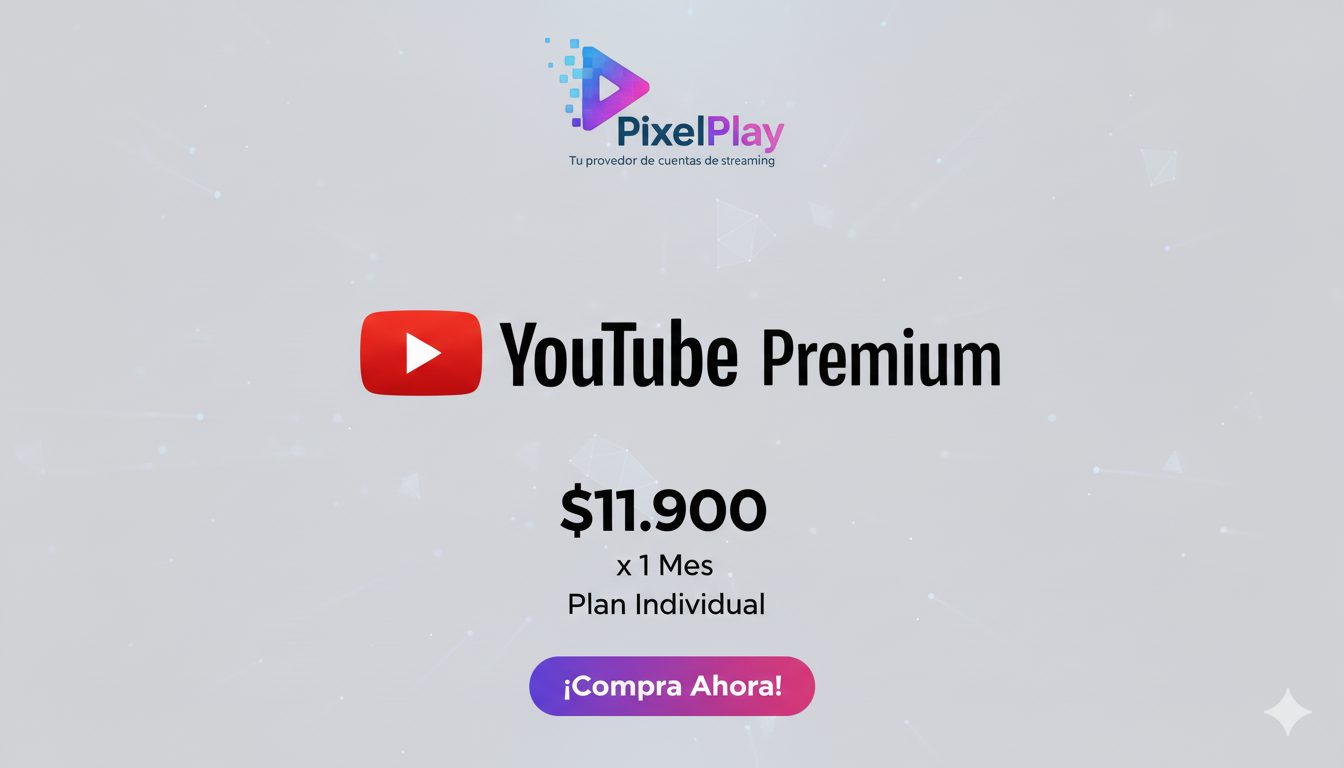 PixelPlay
Tu provedor de cuentas de streaming
YouTube Premium
$11.900
x 1 Mes
Plan Individual
¡Compra Ahora!